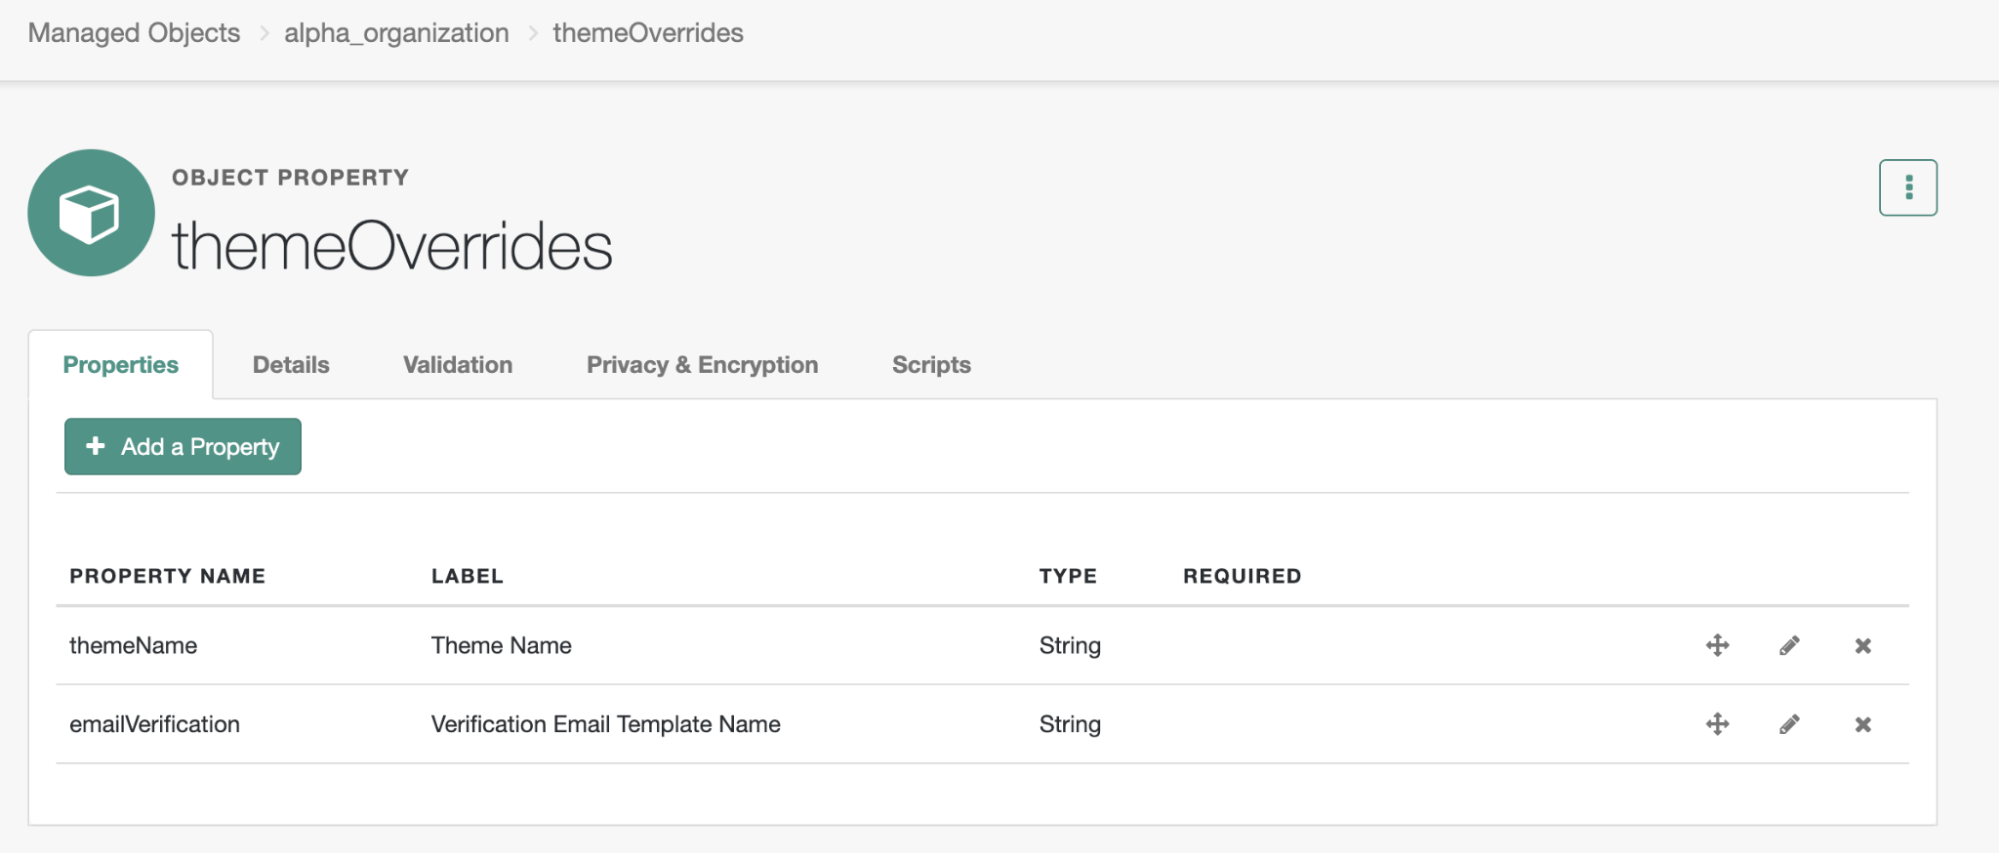 Managed Objects > alpha_organization > themeOverrides
OBJECT PROPERTY
themeOverrides
Properties Details Validation Privacy & Encryption Scripts
+ Add a Property
PROPERTY NAME LABEL TYPE REQUIRED
themeName Theme Name String
emailVerification Verification Email Template Name String